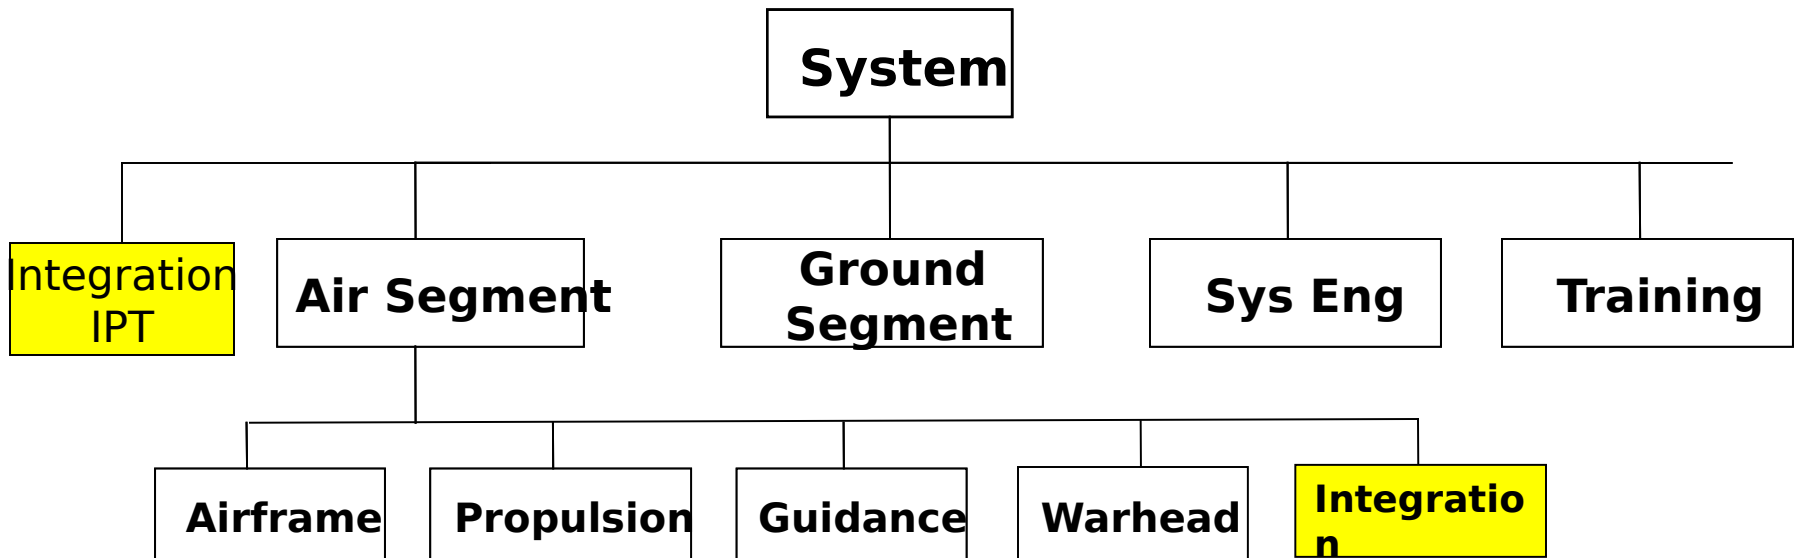 System
Integration
IPT
Air Segment
Ground
Segment
Sys Eng
Training
Airframe
Propulsion
Guidance
Warhead
Integratio
n